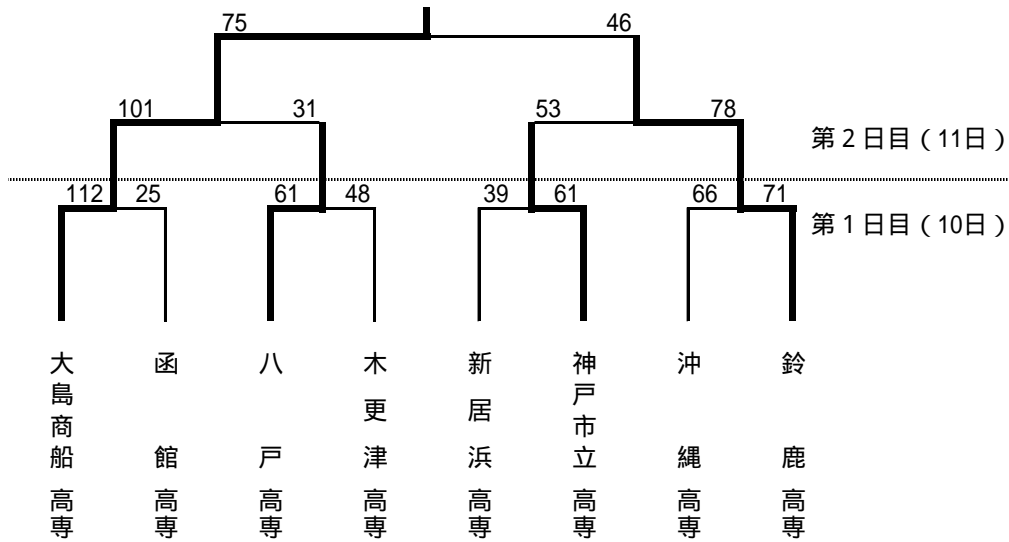 75 46
101 31 53 78
第2日目（11日）
112 25 61 48 39 61 66 71
第1日目（10日）
大島商船高専
函館高専
八戸高専
木更津高専
新居浜高専
神戸市立高専
沖縄高専
鈴鹿高専